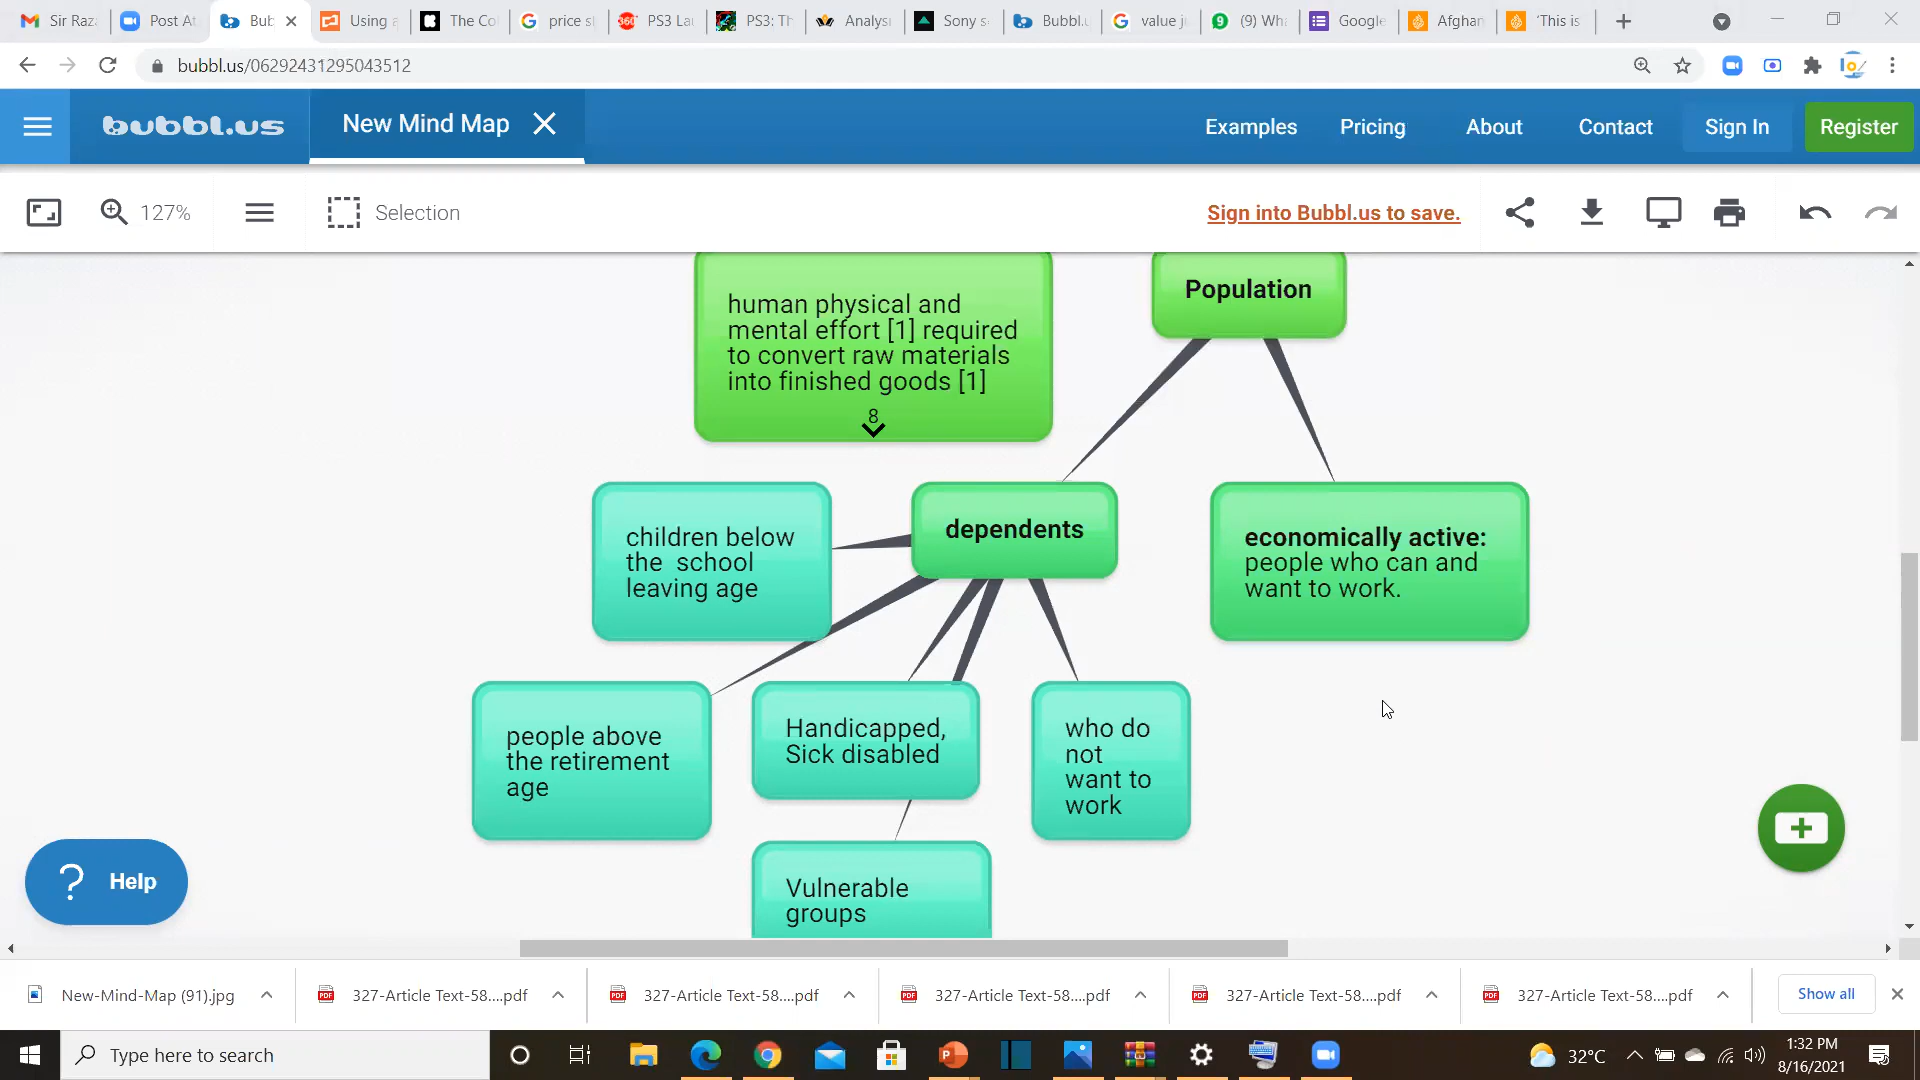 Sir Raza
Post At
Bub
Using a
The Co
price s
PS3 Lau
PS3: Th
Analysi
Sony s
Bubbl.u
value ju
(9) Wha
Google
Afghan
'This is
bubbl.us/06292431295043512
bubbl.us
New Mind Map
Examples
Pricing
About
Contact
Sign In
Register
127%
Selection
Sign into Bubbl.us to save.
human physical and
mental effort [1] required
to convert raw materials
into finished goods [1]
8
Population
children below
the school
leaving age
dependents
economically active:
people who can and
want to work.
people above
the retirement
age
Handicapped,
Sick disabled
who do
not
want to
work
Vulnerable
groups
? Help
New-Mind-Map (91).jpg
327-Article Text-58....pdf
327-Article Text-58....pdf
327-Article Text-58....pdf
327-Article Text-58....pdf
327-Article Text-58....pdf
Show all
Type here to search
32°C
1:32 PM
8/16/2021